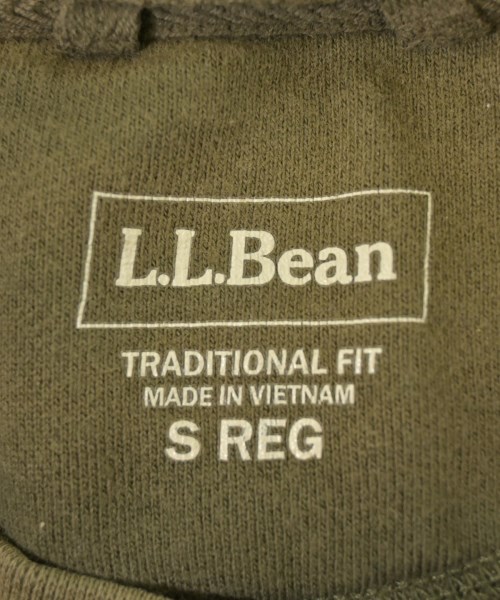 L.L.Bean
TRADITIONAL FIT
MADE IN VIETNAM
S REG